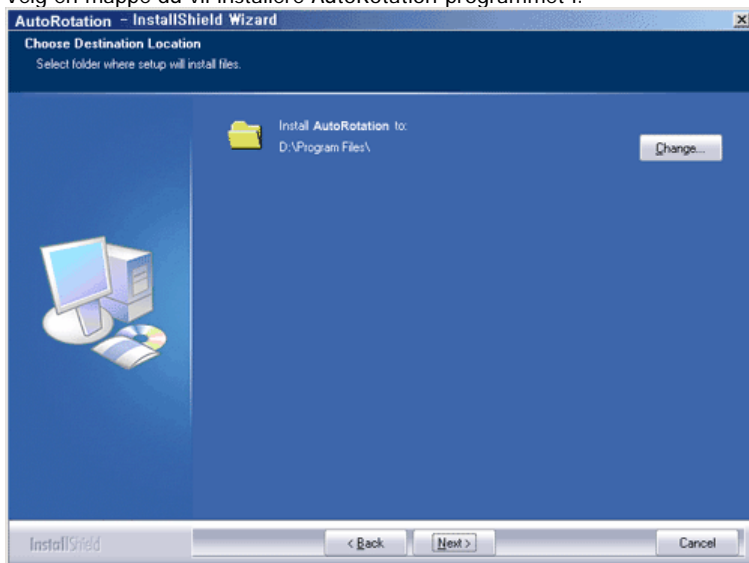 Velg en mappe du vil installere AutoRotation-programmet i.
AutoRotation - InstallShield Wizard
Choose Destination Location
Select folder where setup will install files.
Install AutoRotation to:
D:\Program Files\
Change...
InstallShield
< Back
Next >
Cancel